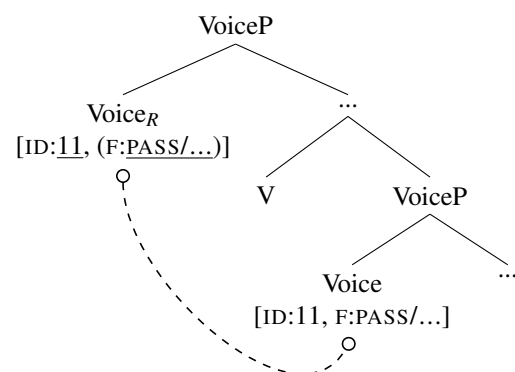 VoiceP
Voice_R ...
[ID:11, (F:PASS/...)]
V VoiceP
Voice ...
[ID:11, F:PASS/...]